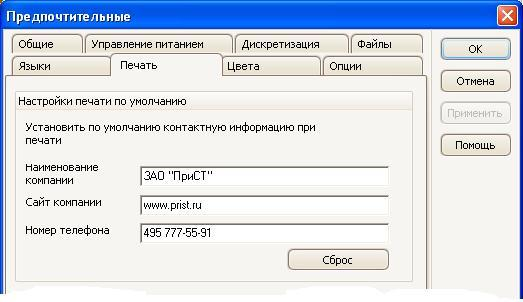 Предпочтительные
Общие
Управление питанием
Дискретизация
Файлы
Языки
Печать
Цвета
Опции
OK
Отмена
Применить
Помощь
Настройки печати по умолчанию
Установить по умолчанию контактную информацию при
печати
Наименование
компании
ЗАО "ПриСТ"
Сайт компании
www.prist.ru
Номер телефона
495 777-55-91
Сброс